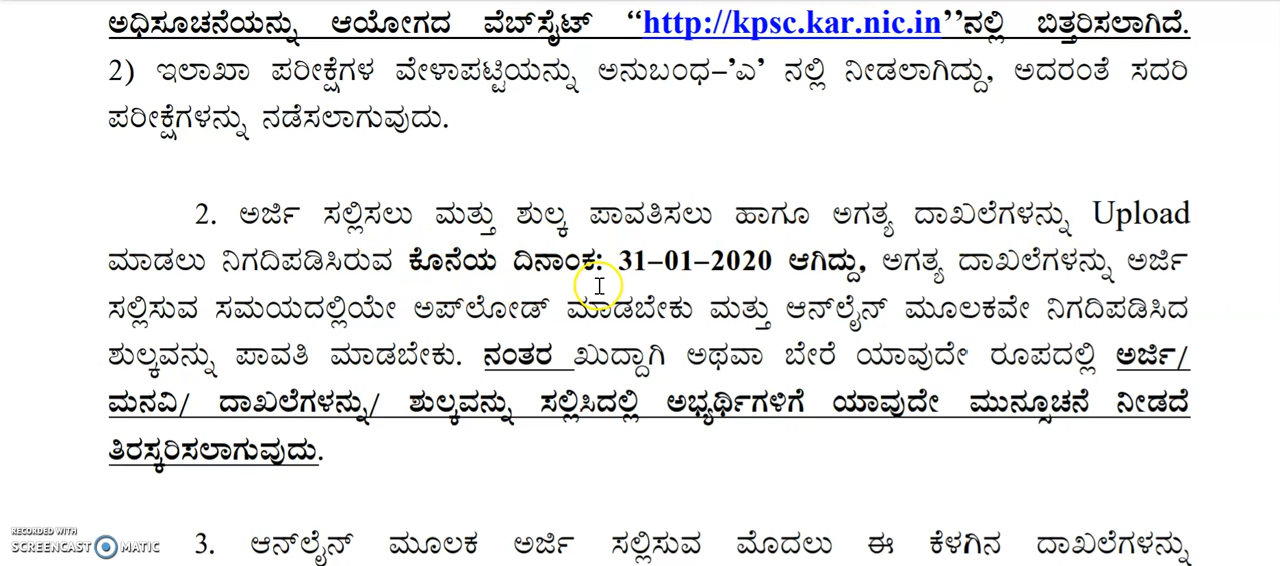 ಅಧಿಸೂಚನೆಯನ್ನು ಆಯೋಗದ ವೆಬ್‌ಸೈಟ್ “http://kpsc.kar.nic.in”ನಲ್ಲಿ ಬಿತ್ತರಿಸಲಾಗಿದೆ.
2) ಇಲಾಖಾ ಪರೀಕ್ಷೆಗಳ ವೇಳಾಪಟ್ಟಿಯನ್ನು ಅನುಬಂಧ–'ಎ' ನಲ್ಲಿ ನೀಡಲಾಗಿದ್ದು, ಅದರಂತೆ ಸದರಿ
ಪರೀಕ್ಷೆಗಳನ್ನು ನಡೆಸಲಾಗುವುದು.
2. ಅರ್ಜಿ ಸಲ್ಲಿಸಲು ಮತ್ತು ಶುಲ್ಕ ಪಾವತಿಸಲು ಹಾಗೂ ಅಗತ್ಯ ದಾಖಲೆಗಳನ್ನು Upload
ಮಾಡಲು ನಿಗದಿಪಡಿಸಿರುವ ಕೊನೆಯ ದಿನಾಂಕ: 31–01–2020 ಆಗಿದ್ದು, ಅಗತ್ಯ ದಾಖಲೆಗಳನ್ನು ಅರ್ಜಿ
ಸಲ್ಲಿಸುವ ಸಮಯದಲ್ಲಿಯೇ ಅಪ್‌ಲೋಡ್ ಮಾಡಬೇಕು ಮತ್ತು ಆನ್‌ಲೈನ್ ಮೂಲಕವೇ ನಿಗದಿಪಡಿಸಿದ
ಶುಲ್ಕವನ್ನು ಪಾವತಿ ಮಾಡಬೇಕು. ನಂತರ ಖುದ್ದಾಗಿ ಅಥವಾ ಬೇರೆ ಯಾವುದೇ ರೂಪದಲ್ಲಿ ಅರ್ಜಿ/
ಮನವಿ/ ದಾಖಲೆಗಳನ್ನು/ ಶುಲ್ಕವನ್ನು ಸಲ್ಲಿಸಿದಲ್ಲಿ ಅಭ್ಯರ್ಥಿಗಳಿಗೆ ಯಾವುದೇ ಮುನ್ಸೂಚನೆ ನೀಡದೆ
ತಿರಸ್ಕರಿಸಲಾಗುವುದು.
3. ಆನ್‌ಲೈನ್ ಮೂಲಕ ಅರ್ಜಿ ಸಲ್ಲಿಸುವ ಮೊದಲು ಈ ಕೆಳಗಿನ ದಾಖಲೆಗಳನ್ನು
RECORDED WITH
SCREENCAST MATIC